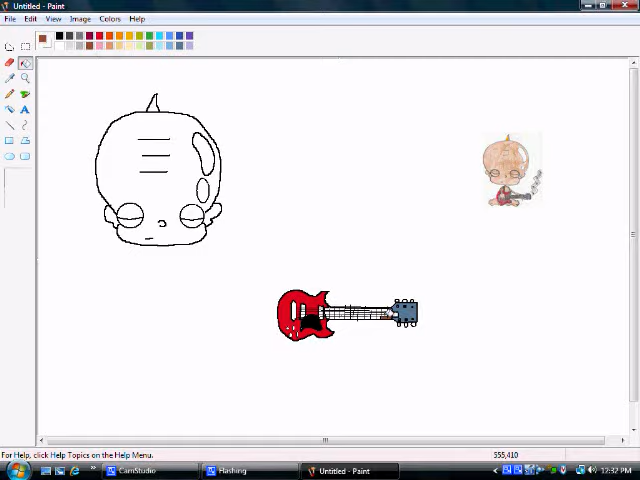 Untitled - Paint
File Edit View Image Colors Help
A
For Help, click Help Topics on the Help Menu.
555,410
CamStudio
Flashing
Untitled - Paint
12:32 PM